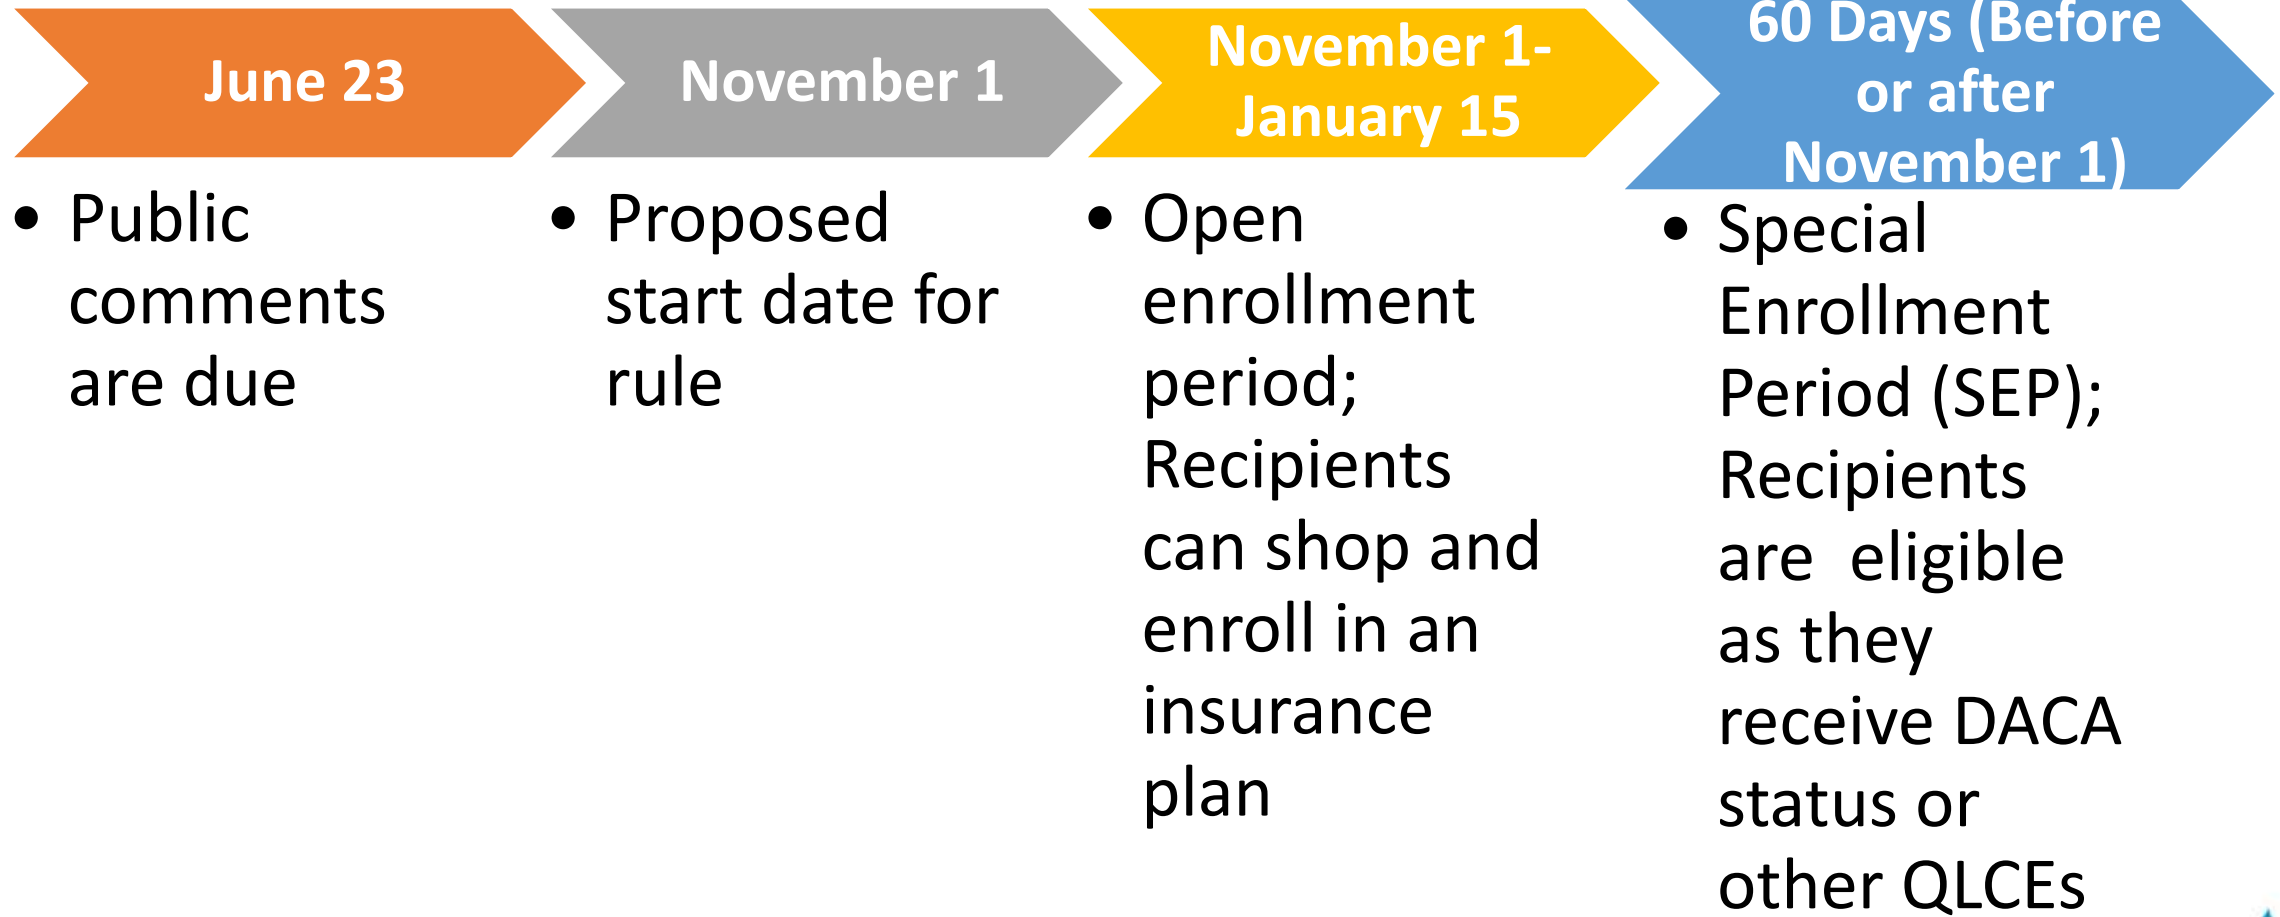 June 23
• Public
comments
are due
November 1
• Proposed
start date for
rule
November 1-
January 15
• Open
enrollment
period;
Recipients
can shop and
enroll in an
insurance
plan
60 Days (Before
or after
November 1)
• Special
Enrollment
Period (SEP);
Recipients
are  eligible
as they
receive DACA
status or
other QLCEs